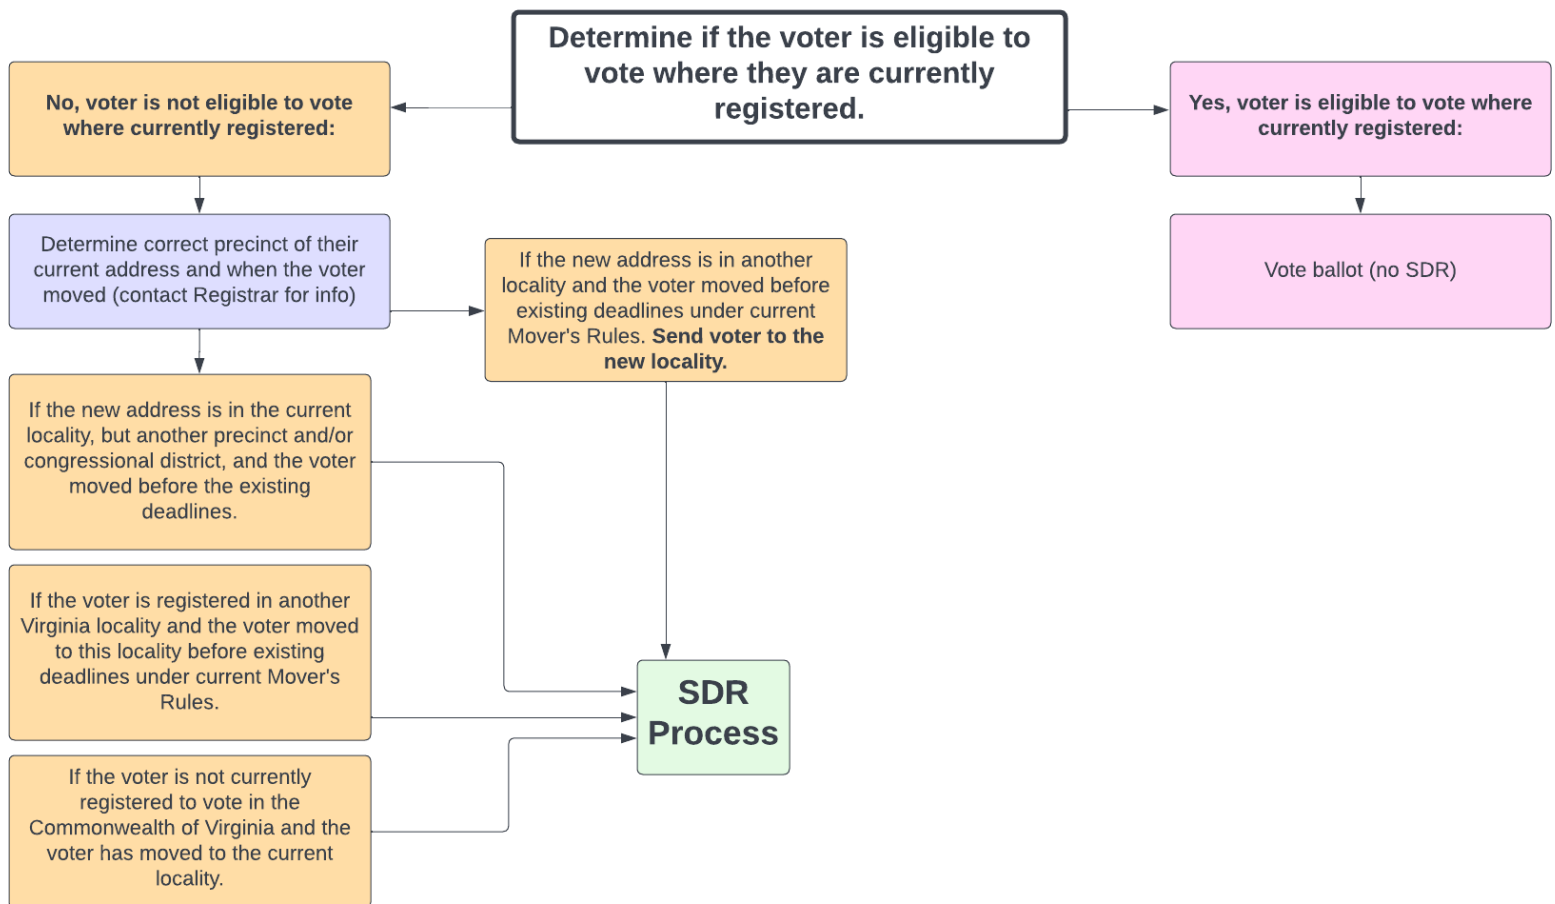 Determine if the voter is eligible to
vote where they are currently
registered.
No, voter is not eligible to vote
where currently registered:
Yes, voter is eligible to vote where
currently registered:
Determine correct precinct of their
current address and when the voter
moved (contact Registrar for info)
If the new address is in another
locality and the voter moved before
existing deadlines under current
Mover's Rules. Send voter to the
new locality.
Vote ballot (no SDR)
If the new address is in the current
locality, but another precinct and/or
congressional district, and the voter
moved before the existing
deadlines.
If the voter is registered in another
Virginia locality and the voter moved
to this locality before existing
deadlines under current Mover's
Rules.
SDR
Process
If the voter is not currently
registered to vote in the
Commonwealth of Virginia and the
voter has moved to the current
locality.